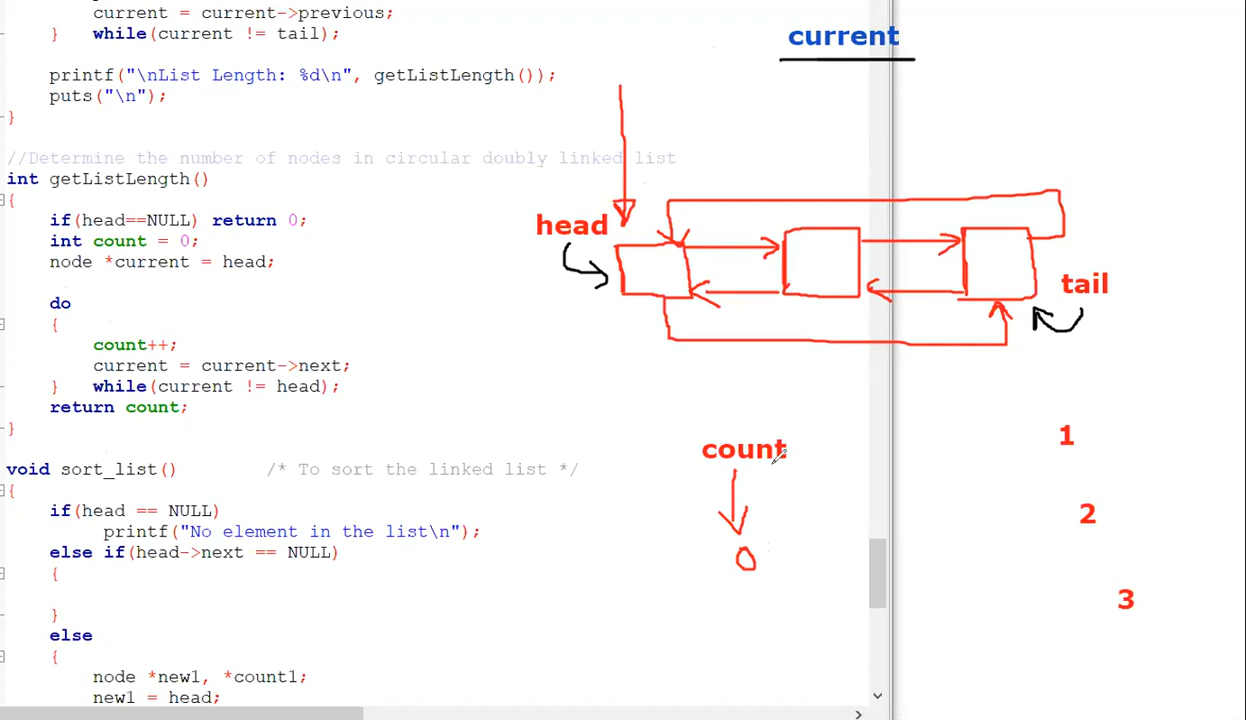 current = current->previous;
} while(current != tail);
printf("\nList Length: %d\n", getListLength());
puts("\n");
}
//Determine the number of nodes in circular doubly linked list
int getListLength()
{
if(head==NULL) return 0;
int count = 0;
node *current = head;
do
{
count++;
current = current->next;
} while(current != head);
return count;
}
void sort_list() /* To sort the linked list */
{
if(head == NULL)
printf("No element in the list\n");
else if(head->next == NULL)
{
}
else
{
node *new1, *count1;
new1 = head;
current
head
tail
count
0
1
2
3